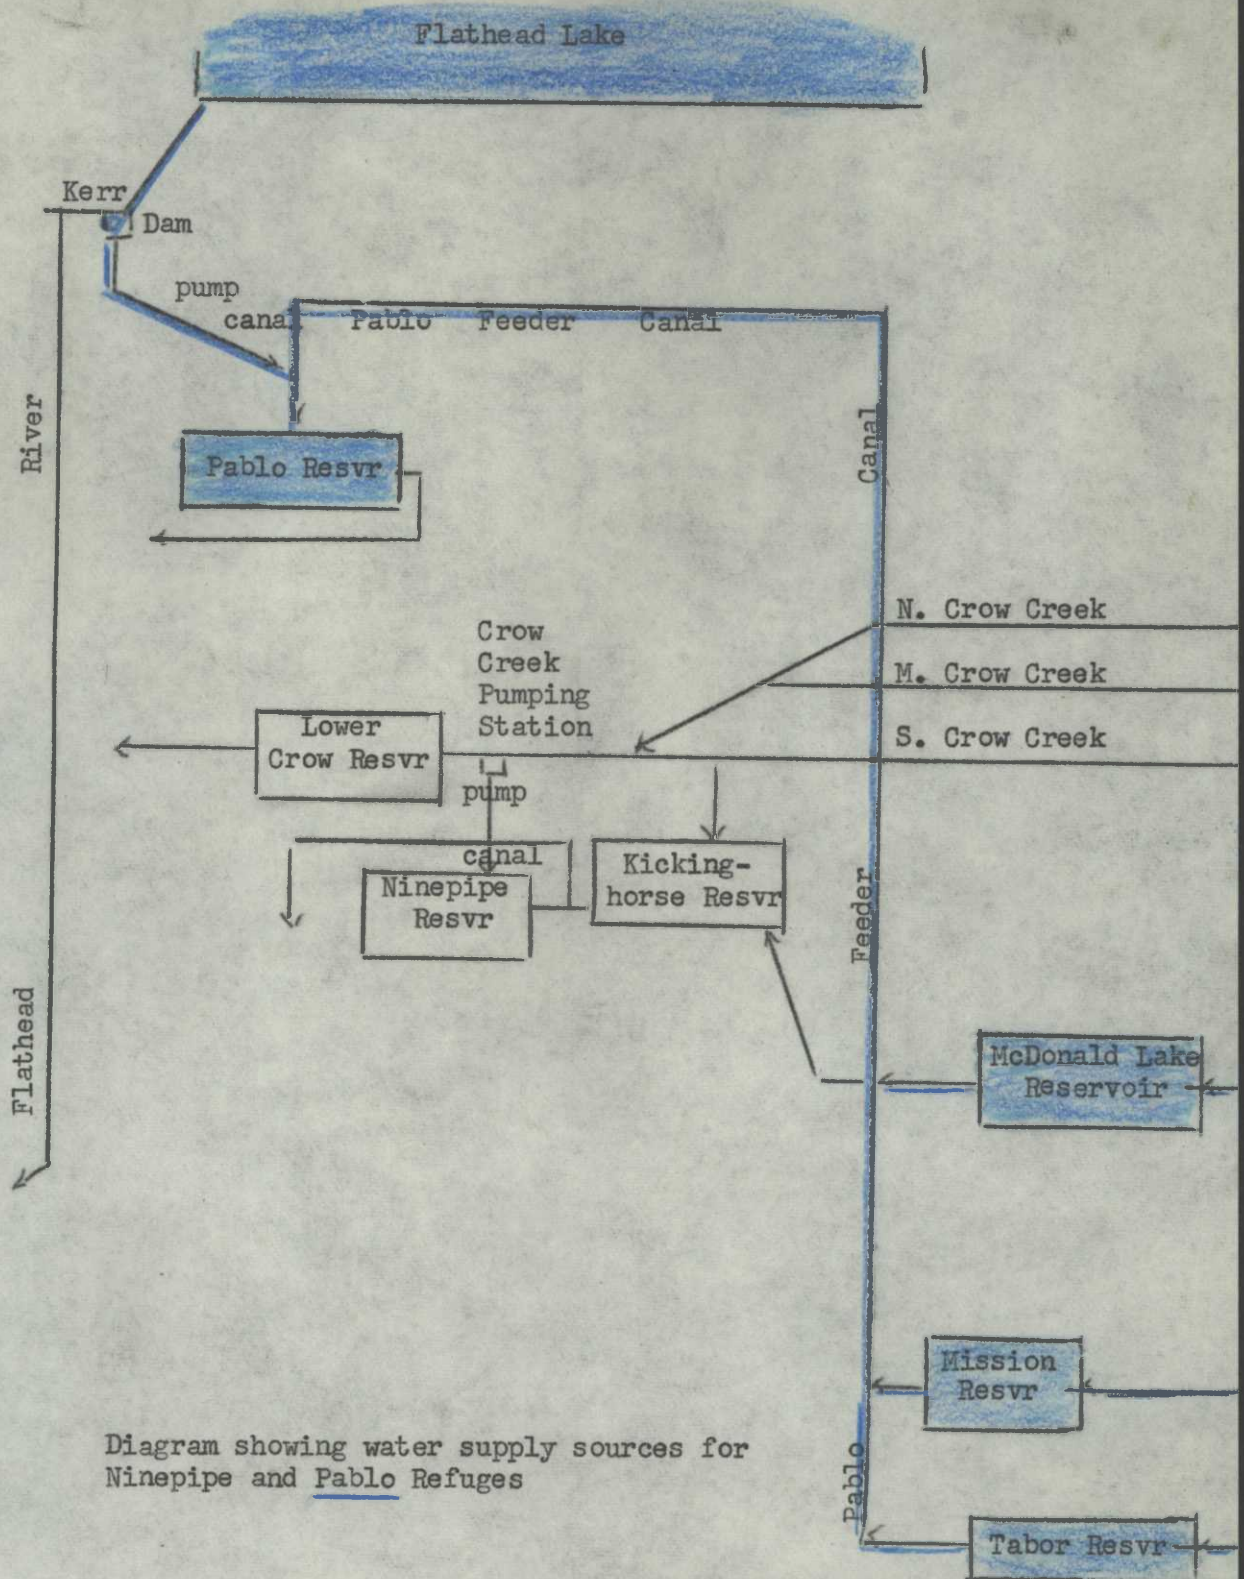 Flathead Lake
Kerr
Dam
pump
canal
Pablo Feeder Canal
River
Canal
Pablo Resvr
N. Crow Creek
Crow
Creek
Pumping
Station
M. Crow Creek
S. Crow Creek
Lower
Crow Resvr
pump
canal
Ninepipe
Resvr
Kicking-
horse Resvr
Feeder
Flathead
McDonald Lake
Reservoir
Mission
Resvr
Pablo
Diagram showing water supply sources for
Ninepipe and Pablo Refuges
Tabor Resvr